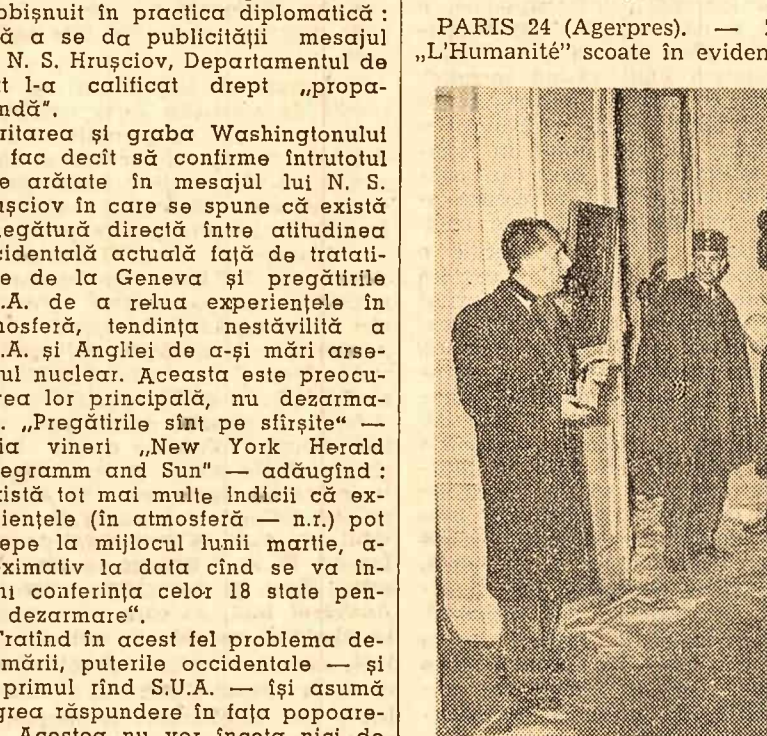 obișnuit în practica diplomatică :
ă a se da publicității mesajul
N. S. Hrușciov, Departamentul de
t l-a calificat drept „propa-
ndă".
ritarea și graba Washingtonului
fac decît să confirme întrutotul
e arătate în mesajul lui N. S.
ușciov în care se spune că există
legătură directă între atitudinea
cidentală actuală față de tratati-
e de la Geneva și pregătirile
.A. de a relua experiențele în
mosferă, tendința nestăvilită a
.A. și Angliei de a-și mări arse-
ul nuclear. Aceasta este preocu-
rea lor principală, nu dezarma-
. „Pregătirile sînt pe sfîrșite“ —
ia vineri „New York Herald
egramm and Sun" — adăugînd :
xistă tot mai multe indicii că ex-
iențele (în atmosferă — n.r.) pot
epe la mijlocul lunii martie, a-
eximativ la data cînd se va în-
ni conferința celor 18 state pen-
dezarmare“.
Tratînd în acest fel problema de-
mării, puterile occidentale — și
primul rînd S.U.A. — își asumă
grea răspundere în fața popoare-
Acestea nu vor înceta nici de
PARIS 24 (Agerpres). —
„L'Humanité” scoate în eviden